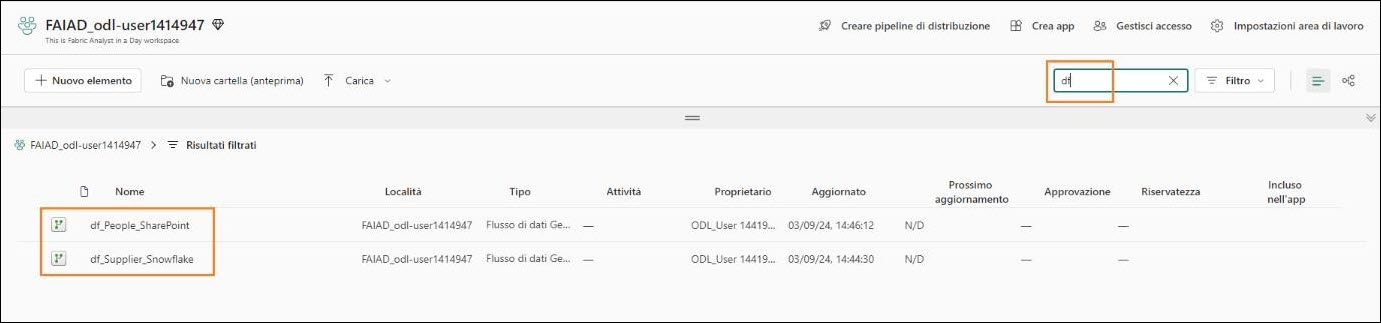 FAIAD_odl-user1414947
This is Fabric Analyst in a Day workspace
Creare pipeline di distribuzione
Crea app
Gestisci accesso
Impostazioni area di lavoro
Nuovo elemento
Nuova cartella (anteprima)
Carica
df
Filtro
FAIAD_odl-user1414947 > Risultati filtrati
Nome Località Tipo Attività Proprietario Aggiornato Prossimo aggiornamento Approvazione Riservatezza Incluso nell'app
df_People_SharePoint FAIAD_odl-user1414947 Flusso di dati Ge... — ODL_User 14419... 03/09/24, 14:46:12 N/D — —
df_Supplier_Snowflake FAIAD_odl-user1414947 Flusso di dati Ge... — ODL_User 14419... 03/09/24, 14:44:30 N/D — —